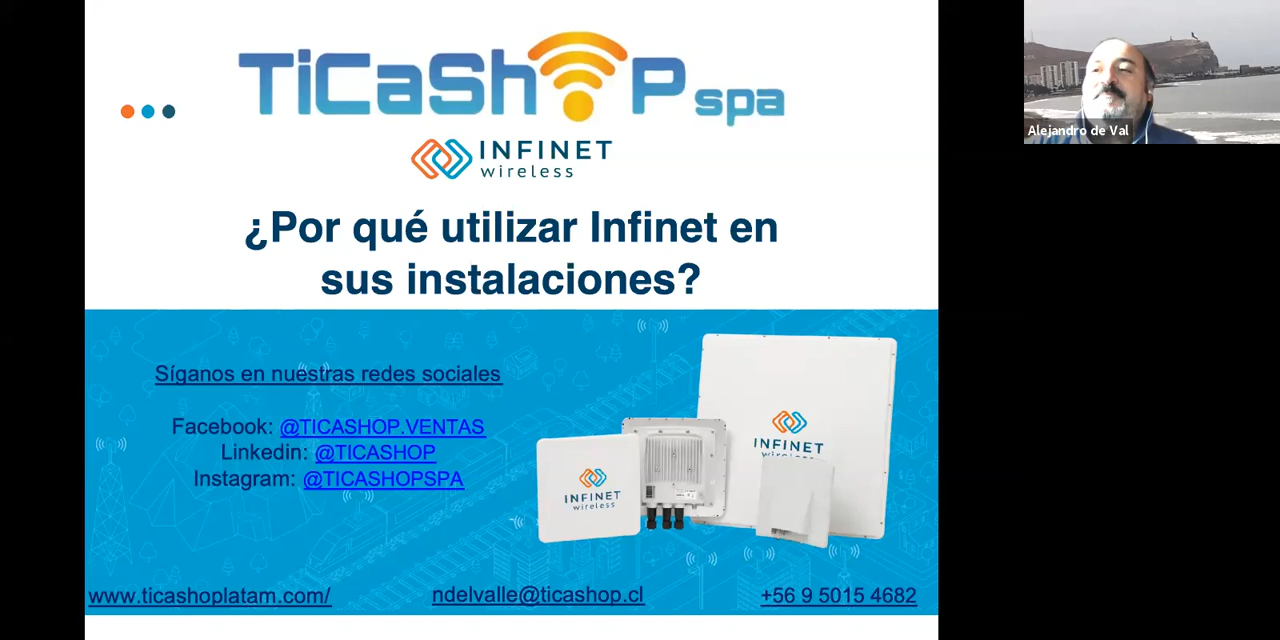 TiCaShop spa
INFINET
wireless
¿Por qué utilizar Infinet en
sus instalaciones?
Síganos en nuestras redes sociales
Facebook: @TICASHOP.VENTAS
Linkedin: @TICASHOP
Instagram: @TICASHOPSPA
INFINET
wireless
INFINET
wireless
www.ticashoplatam.com/
ndelvalle@ticashop.cl
+56 9 5015 4682
Alejandro de Val